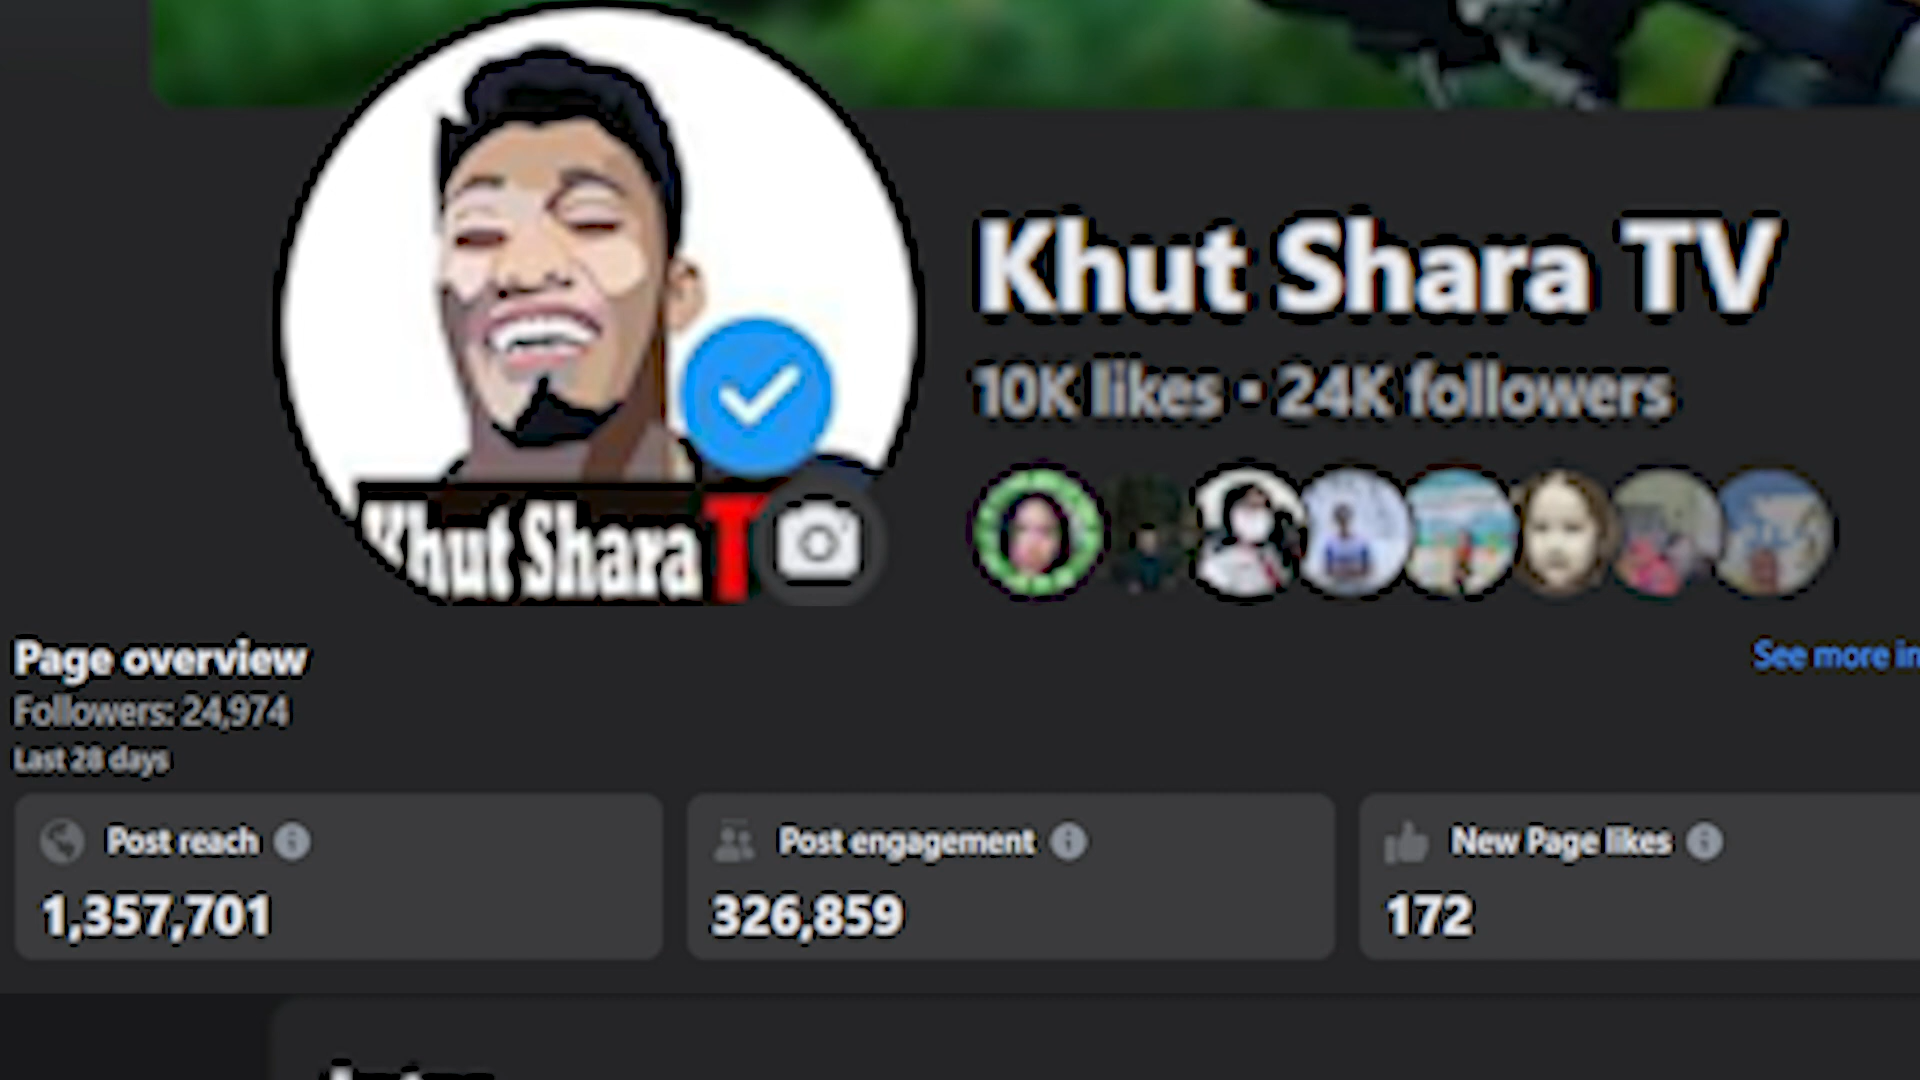 Khut Shara TV
10K likes • 24K followers
Khut Shara T
Page overview
See more in
Followers: 24,974
Last 28 days
Post reach
1,357,701
Post engagement
326,859
New Page likes
172